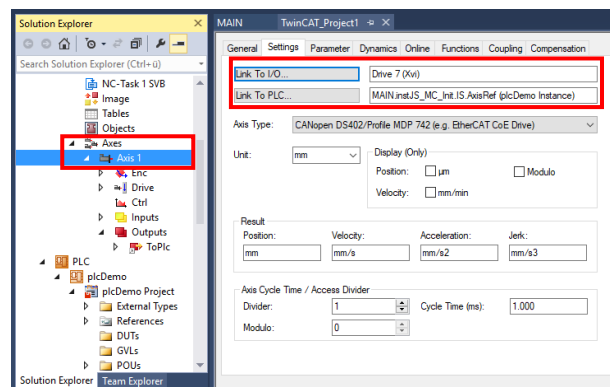 Solution Explorer
Search Solution Explorer (Ctrl+ü)
NC-Task 1 SVB
Image
Tables
Objects
Axes
Axis 1
Enc
Drive
Ctrl
Inputs
Outputs
ToPlc
PLC
plcDemo
plcDemo Project
External Types
References
DUTs
GVLs
POUs
Solution Explorer Team Explorer
MAIN TwinCAT_Project1
General Settings Parameter Dynamics Online Functions Coupling Compensation
Link To I/O... Drive 7 (Xvi)
Link To PLC... MAIN.instJS_MC_Init.IS.AxisRef (plcDemo Instance)
Axis Type: CANopen DS402/Profile MDP 742 (e.g. EtherCAT CoE Drive)
Unit: mm Display (Only)
Position: µm Modulo
Velocity: mm/min
Result
Position: Velocity: Acceleration: Jerk:
mm mm/s mm/s2 mm/s3
Axis Cycle Time / Access Divider
Divider: 1 Cycle Time (ms): 1.000
Modulo: 0